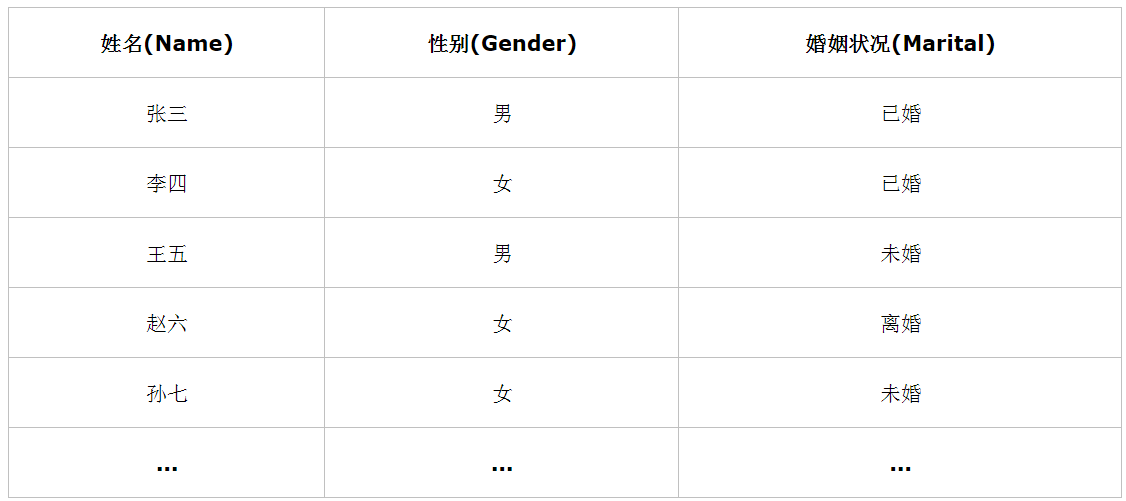 姓名(Name) 性别(Gender) 婚姻状况(Marital)
张三 男 已婚
李四 女 已婚
王五 男 未婚
赵六 女 离婚
孙七 女 未婚
... ... ...